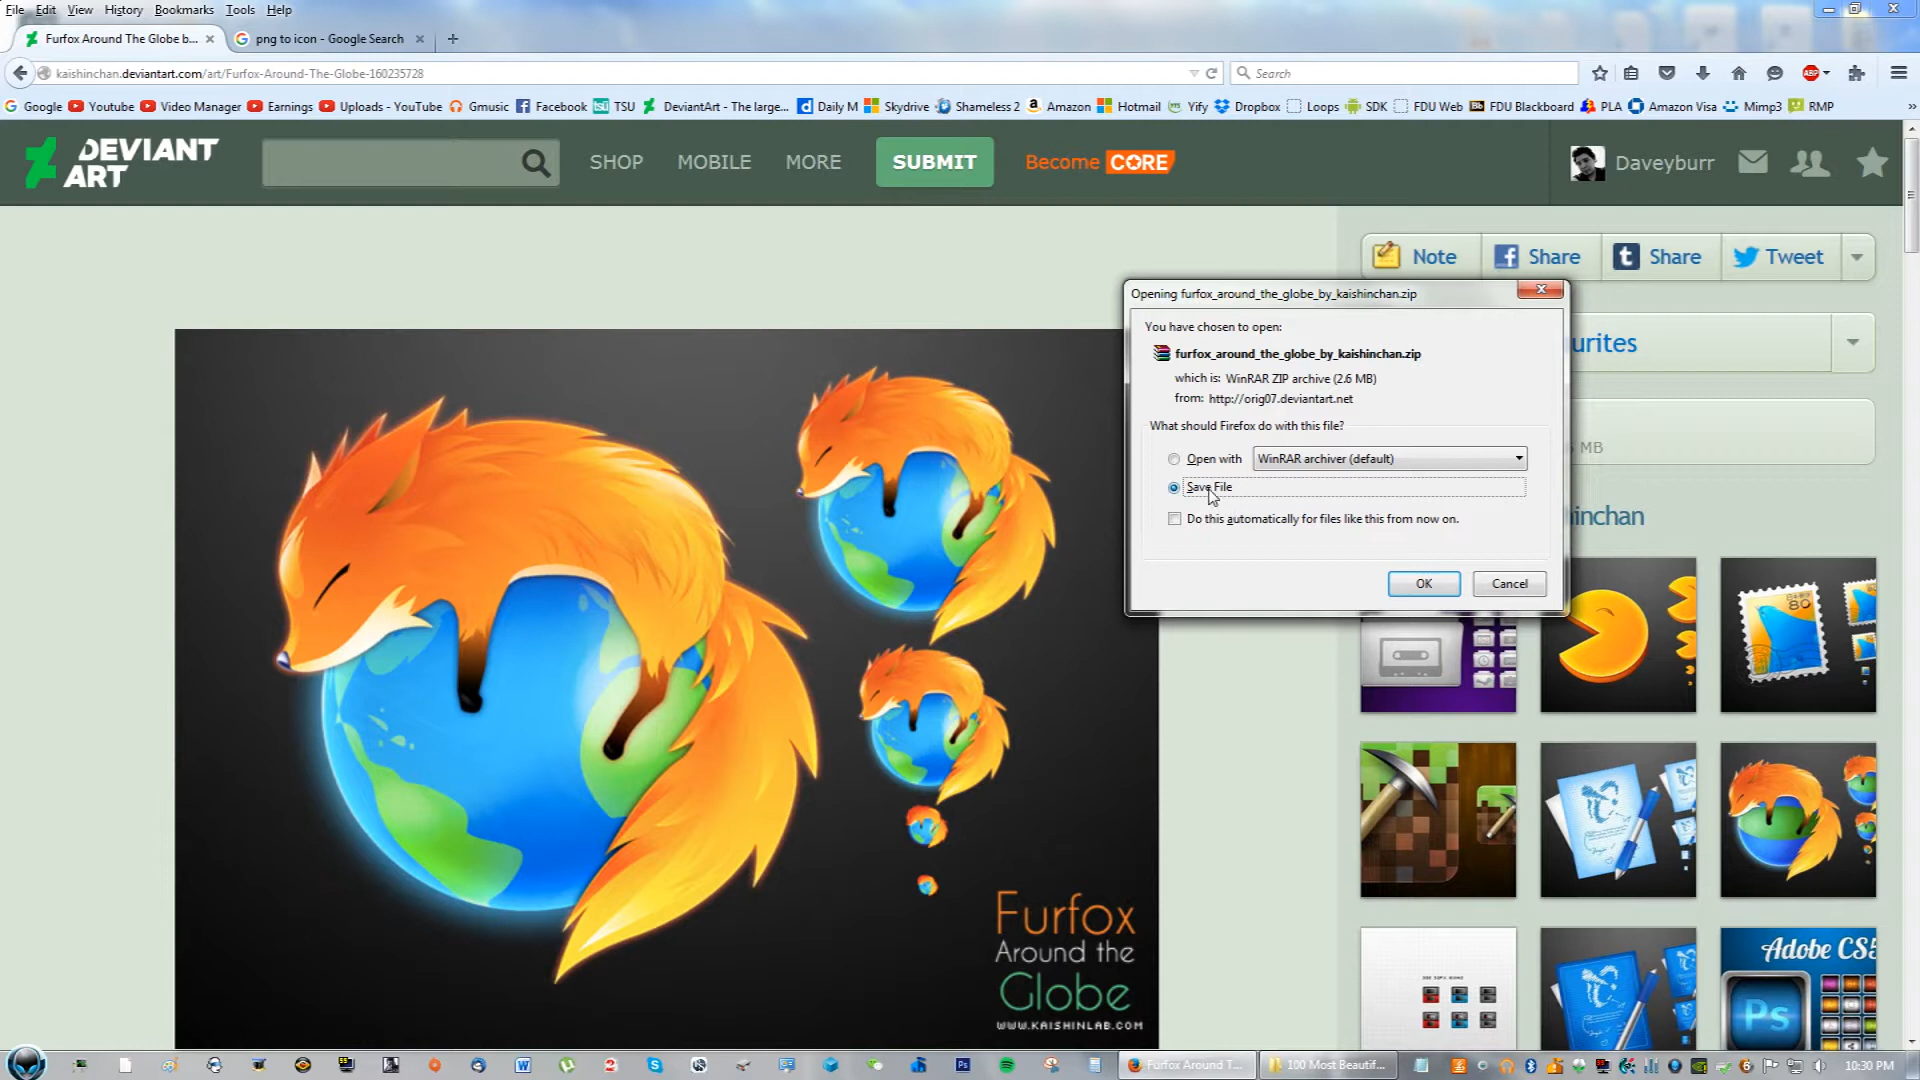 File Edit View History Bookmarks Tools Help
Furfox Around The Globe b... png to icon - Google Search
kaishinchan.deviantart.com/art/Furfox-Around-The-Globe-160235728 Search
Google Youtube Video Manager Earnings Uploads - YouTube Gmusic Facebook TSU DeviantArt - The large... Daily M Skydrive Shameless 2 Amazon Hotmail Yify Dropbox Loops SDK FDU Web FDU Blackboard PLA Amazon Visa Mimp3 RMP
DEVIANT ART SHOP MOBILE MORE SUBMIT Become CORE Daveyburr
Note Share Share Tweet
Opening furfox_around_the_globe_by_kaishinchan.zip
You have chosen to open:
furfox_around_the_globe_by_kaishinchan.zip
which is: WinRAR ZIP archive (2.6 MB)
from: http://orig07.deviantart.net
What should Firefox do with this file?
Open with WinRAR archiver (default)
Save File
Do this automatically for files like this from now on.
OK Cancel
urites
MB
inchan
80
Adobe CS5
Ps
Furfox
Around the
Globe
WWW.KAISHINLAB.COM
Furfox Around T... 100 Most Beautif... 10:30 PM